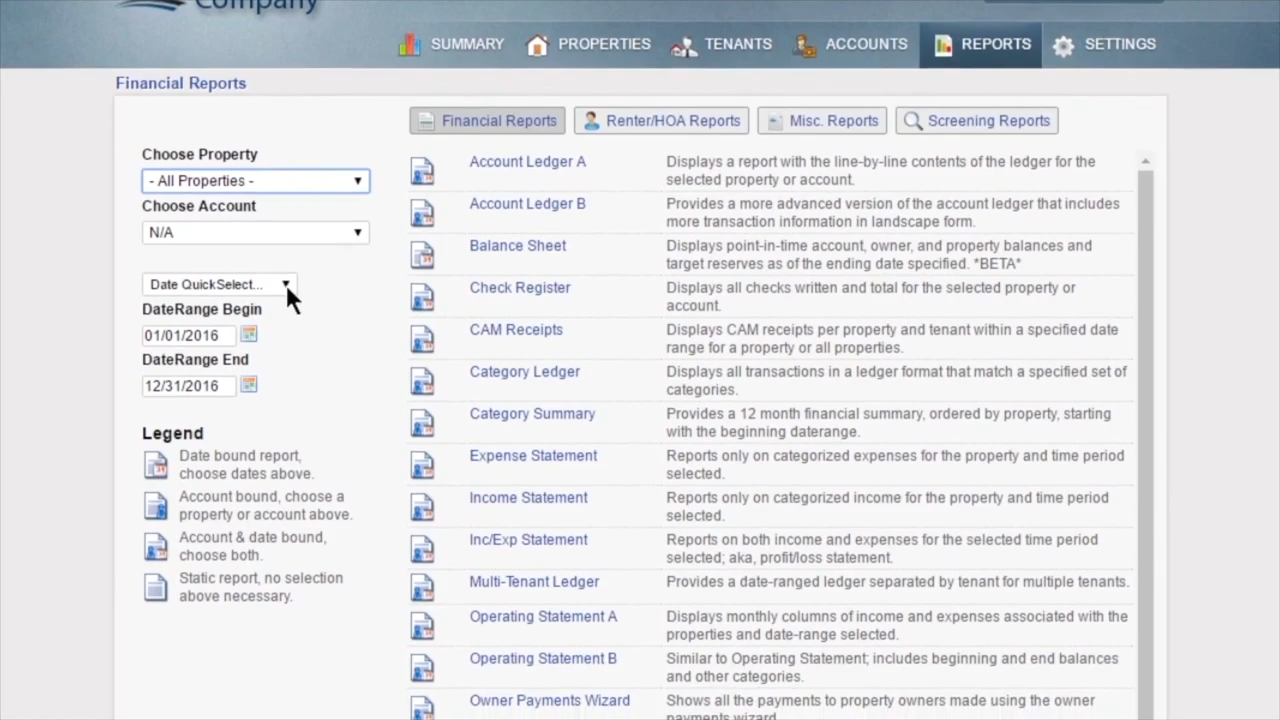 Company
SUMMARY PROPERTIES TENANTS ACCOUNTS REPORTS SETTINGS
Financial Reports
Financial Reports Renter/HOA Reports Misc. Reports Screening Reports
Choose Property
- All Properties -
Choose Account
N/A
Date QuickSelect...
DateRange Begin
01/01/2016
DateRange End
12/31/2016
Legend
Date bound report,
choose dates above.
Account bound, choose a
property or account above.
Account & date bound,
choose both.
Static report, no selection
above necessary.
Account Ledger A
Displays a report with the line-by-line contents of the ledger for the
selected property or account.
Account Ledger B
Provides a more advanced version of the account ledger that includes
more transaction information in landscape form.
Balance Sheet
Displays point-in-time account, owner, and property balances and
target reserves as of the ending date specified. *BETA*
Check Register
Displays all checks written and total for the selected property or
account.
CAM Receipts
Displays CAM receipts per property and tenant within a specified date
range for a property or all properties.
Category Ledger
Displays all transactions in a ledger format that match a specified set of
categories.
Category Summary
Provides a 12 month financial summary, ordered by property, starting
with the beginning daterange.
Expense Statement
Reports only on categorized expenses for the property and time period
selected.
Income Statement
Reports only on categorized income for the property and time period
selected.
Inc/Exp Statement
Reports on both income and expenses for the selected time period
selected; aka, profit/loss statement.
Multi-Tenant Ledger
Provides a date-ranged ledger separated by tenant for multiple tenants.
Operating Statement A
Displays monthly columns of income and expenses associated with the
properties and date-range selected.
Operating Statement B
Similar to Operating Statement; includes beginning and end balances
and other categories.
Owner Payments Wizard
Shows all the payments to property owners made using the owner
payments wizard.